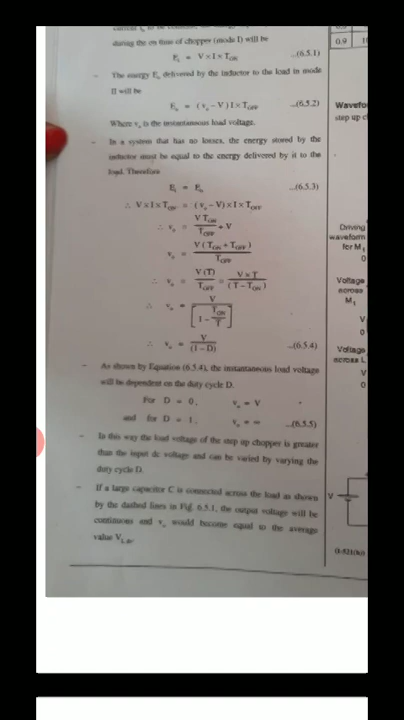 during the on time of chopper (mode I) will be
Ei = V×I×TON ...(6.5.1)
- The energy Eo delivered by the inductor to the load in mode
II will be
Eo = (vo – V) I×TOFF ...(6.5.2)
Where vo is the instantaneous load voltage.
- In a system that has no losses, the energy stored by the
inductor must be equal to the energy delivered by it to the
load. Therefore
Ei = Eo ...(6.5.3)
∴ V×I×TON = (vo – V)×I×TOFF
∴ vo = V TON / TOFF + V
vo = V (TON + TOFF) / TOFF
∴ vo = V (T) / TOFF = V×T / (T – TON)
∴ vo = V / [1 – TON / T]
∴ vo = V / (1 – D) ...(6.5.4)
- As shown by Equation (6.5.4), the instantaneous load voltage
will be dependent on the duty cycle D.
For D = 0, vo = V
and for D = 1, vo = ∞ ...(6.5.5)
- In this way the load voltage of the step up chopper is greater
than the input dc voltage and can be varied by varying the
duty cycle D.
- If a large capacitor C is connected across the load as shown
by the dashed lines in Fig. 6.5.1, the output voltage will be
continuous and vo would become equal to the average
value
0.9
step up
Driving
waveform
for M1
0
Voltage
across
M1
V
0
Voltage
across L
V
0
V